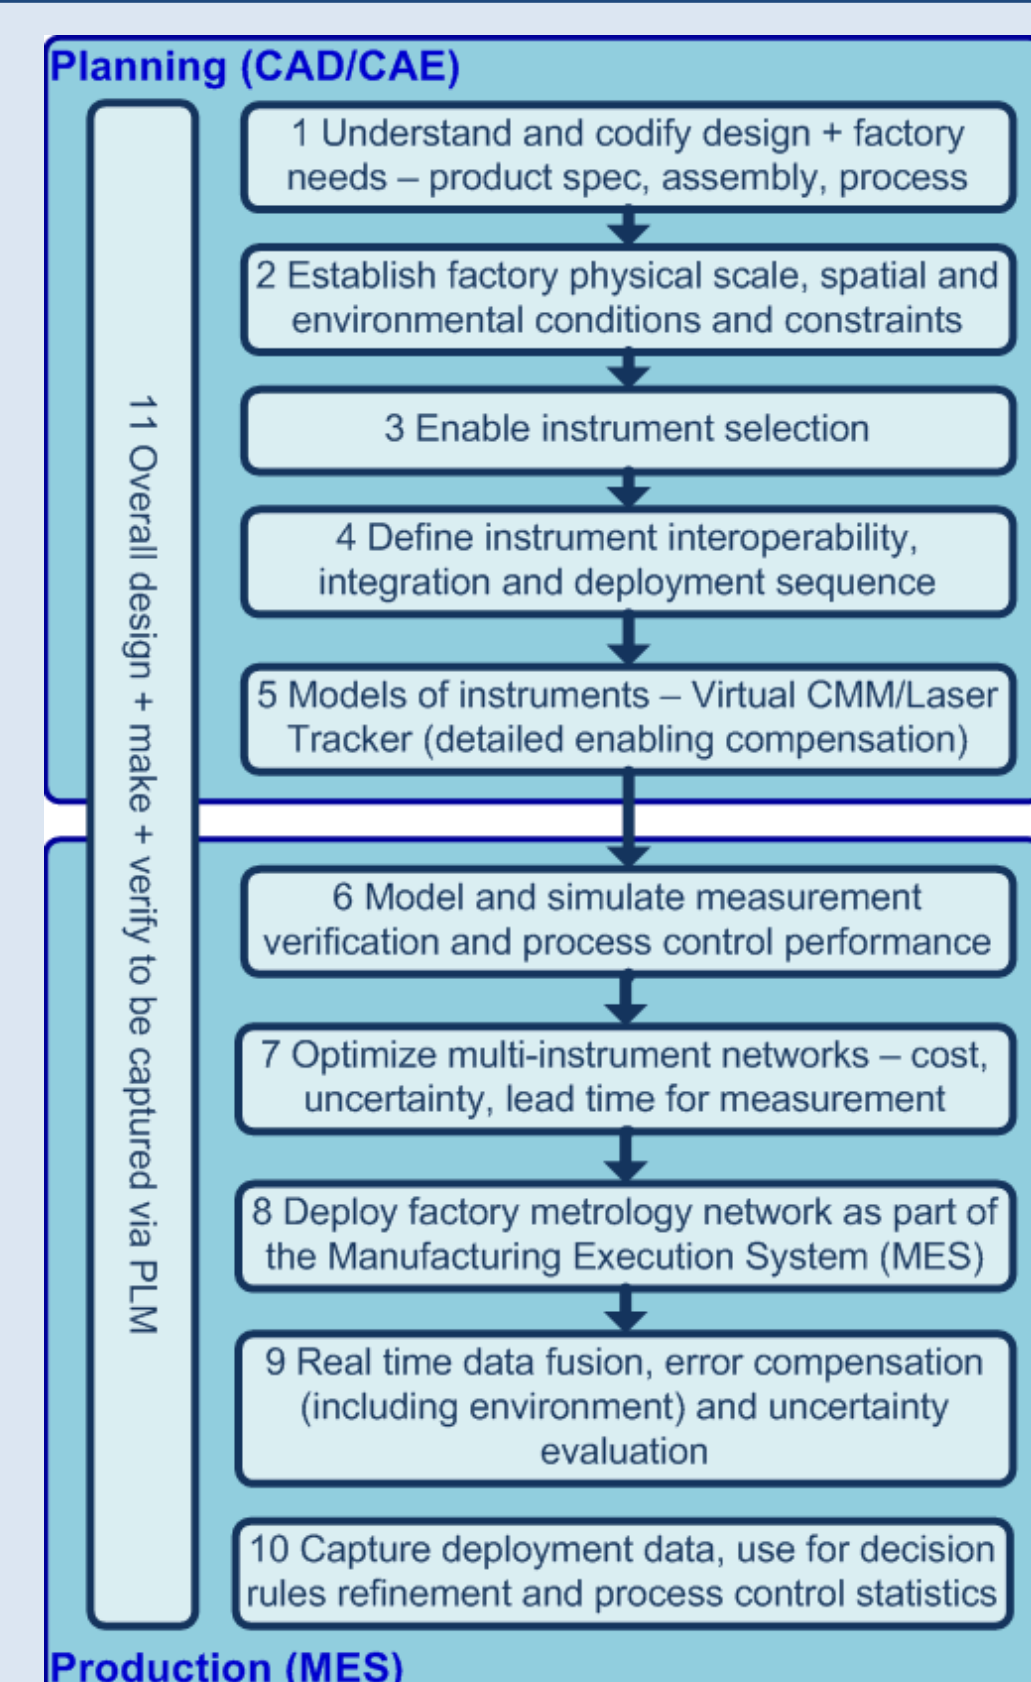 Planning (CAD/CAE)
1 Understand and codify design + factory
needs – product spec, assembly, process
2 Establish factory physical scale, spatial and
environmental conditions and constraints
3 Enable instrument selection
4 Define instrument interoperability,
integration and deployment sequence
5 Models of instruments – Virtual CMM/Laser
Tracker (detailed enabling compensation)
6 Model and simulate measurement
verification and process control performance
7 Optimize multi-instrument networks – cost,
uncertainty, lead time for measurement
8 Deploy factory metrology network as part of
the Manufacturing Execution System (MES)
9 Real time data fusion, error compensation
(including environment) and uncertainty
evaluation
10 Capture deployment data, use for decision
rules refinement and process control statistics
11 Overall design + make + verify to be captured via PLM
Production (MES)